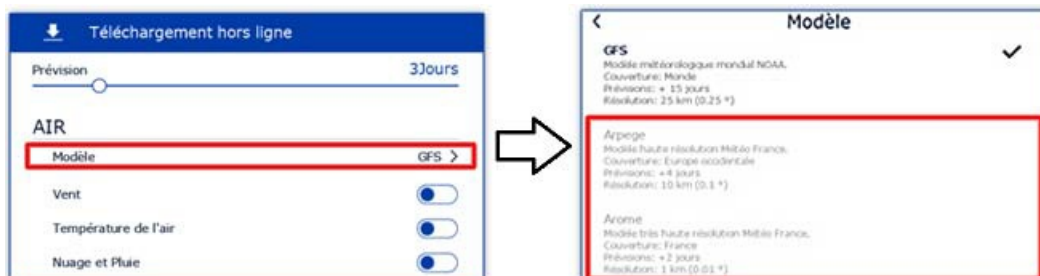 Téléchargement hors ligne
Prévision 3Jours
AIR
Modèle GFS >
Vent
Température de l'air
Nuage et Pluie
< Modèle
GFS
Modèle météorologique mondial NOAA.
Couverture: Monde
Prévisions: + 15 jours
Résolution: 25 km (0.25 °)
Arpege
Modèle haute résolution Météo France.
Couverture: Europe occidentale
Prévisions: +4 jours
Résolution: 10 km (0.1 °)
Arome
Modèle très haute résolution Météo France.
Couverture: France
Prévisions: +2 jours
Résolution: 1 km (0.01 °)